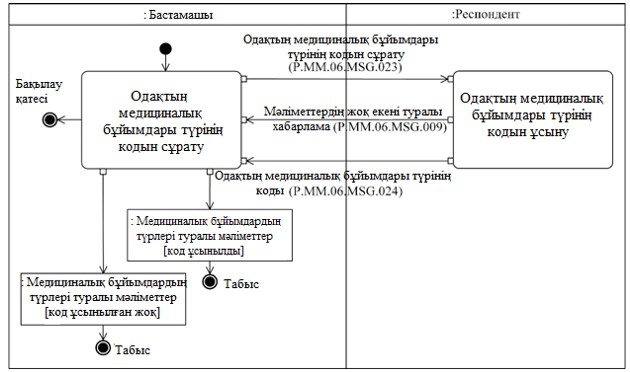 : Бастамашы
:Респондент
Одақтың медициналық бұйымдары
түрінің кодын сұрату
(P.MM.06.MSG.023)
Бақылау
қатесі
Одақтың
медициналық
бұйымдары түрінің
кодын сұрату
Мәліметтердің жоқ екені туралы
хабарлама (P.MM.06.MSG.009)
Одақтың медициналық
бұйымдары түрінің
кодын ұсыну
Одақтың медициналық бұйымдары түрінің
коды (P.MM.06.MSG.024)
: Медициналық бұйымдардың
түрлері туралы мәліметтер
[код ұсынылды]
Табыс
: Медициналық бұйымдардың
түрлері туралы мәліметтер
[код ұсынылған жоқ]
Табыс